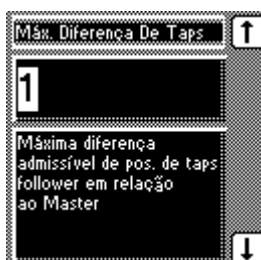 Máx. Diferença De Taps
1
Máxima diferença
admissível de pos. de taps
follower em relação
ao Master